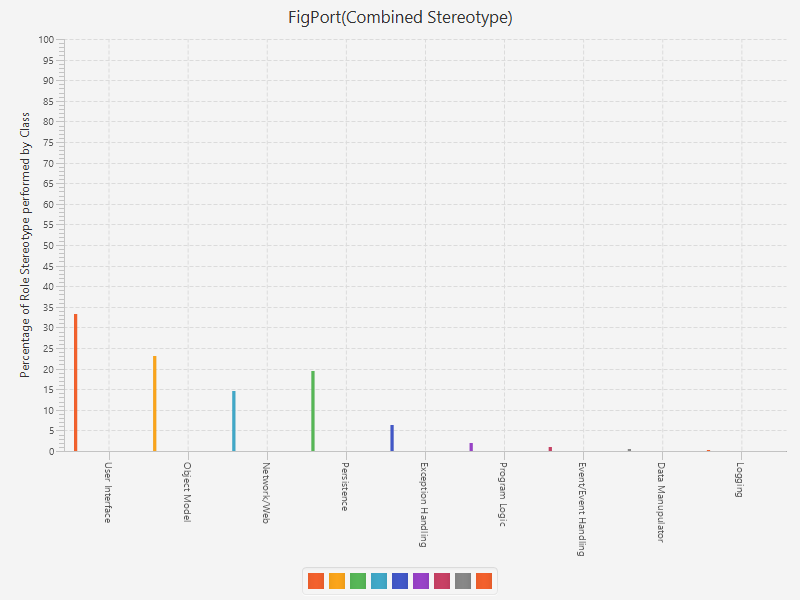 FigPort(Combined Stereotype)
Percentage of Role Stereotype performed by Class
100
95
90
85
80
75
70
65
60
55
50
45
40
35
30
25
20
15
10
5
0
User Interface
Object Model
Network/Web
Persistence
Exception Handling
Program Logic
Event/Event Handling
Data Manupulator
Logging